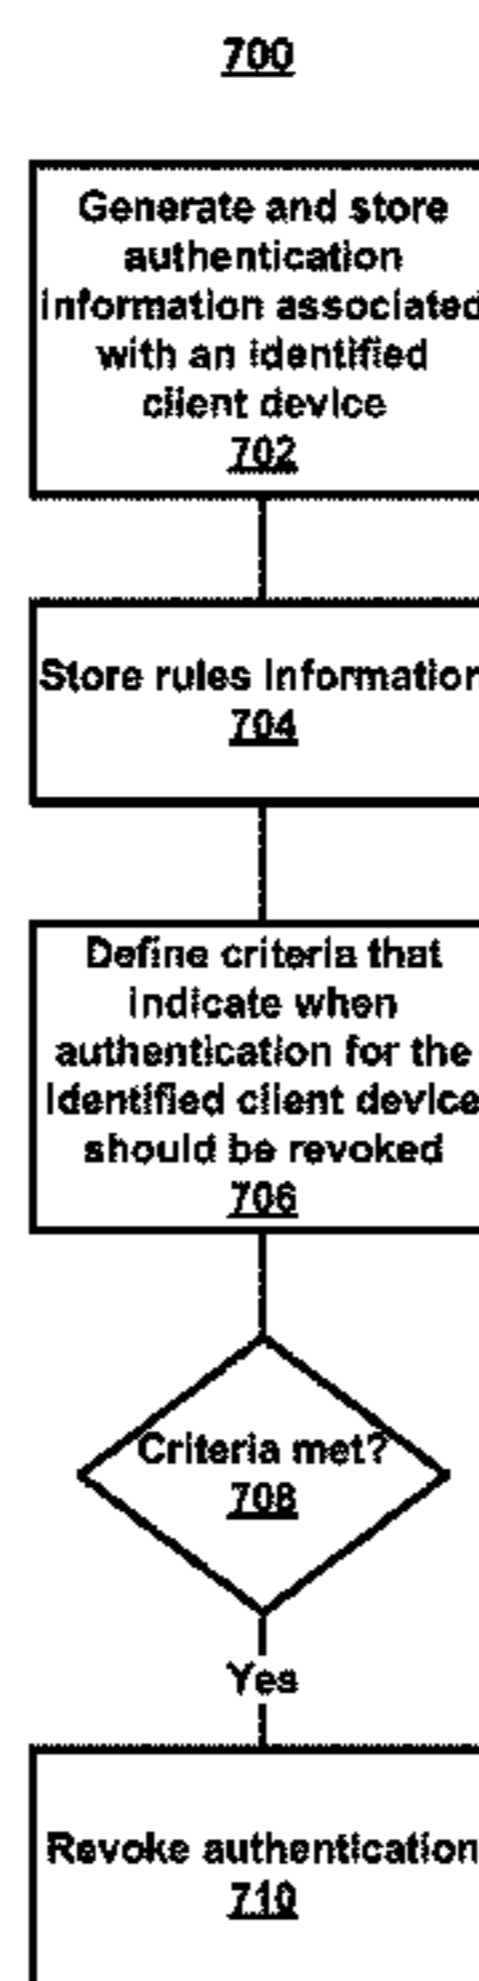 700
Generate and store
authentication
information associated
with an identified
client device
702
Store rules information
704
Define criteria that
indicate when
authentication for the
identified client device
should be revoked
706
Criteria met?
708
Yes
Revoke authentication
710